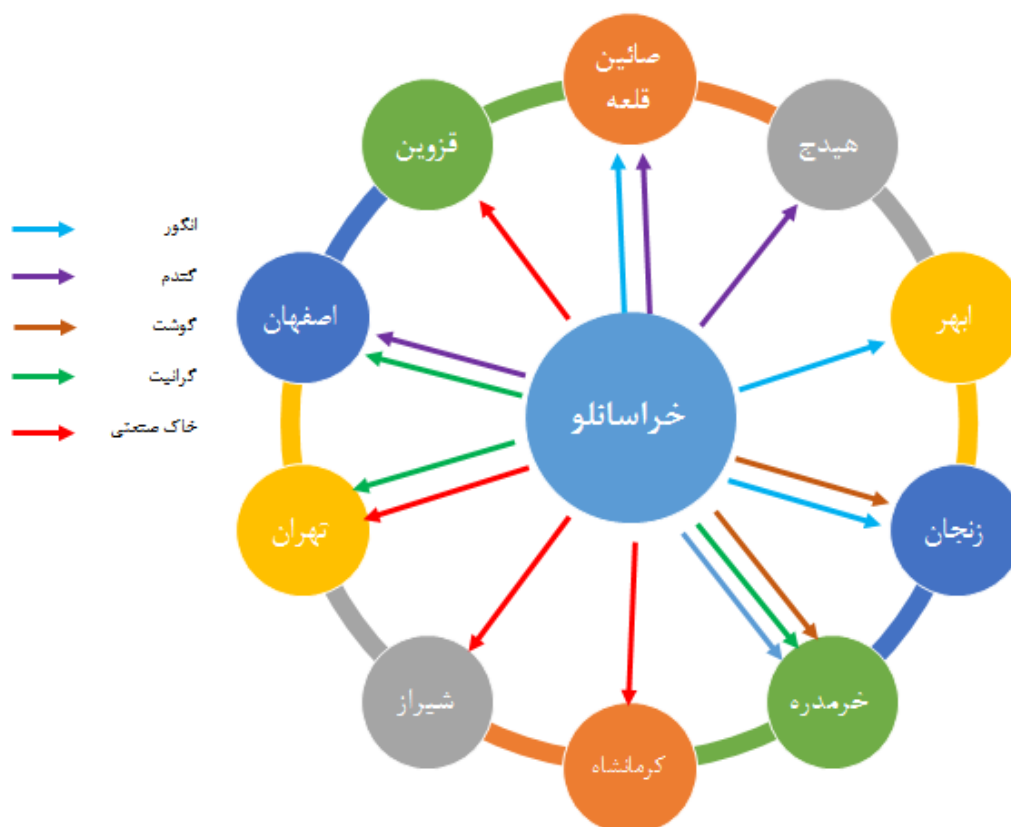 صائین
قلعه
هیدج
قزوین
ابهر
اصفهان
خراسانلو
زنجان
تهران
خرمدره
شیراز
کرمانشاه
انگور
گندم
گوشت
گرانیت
خاک صنعتی